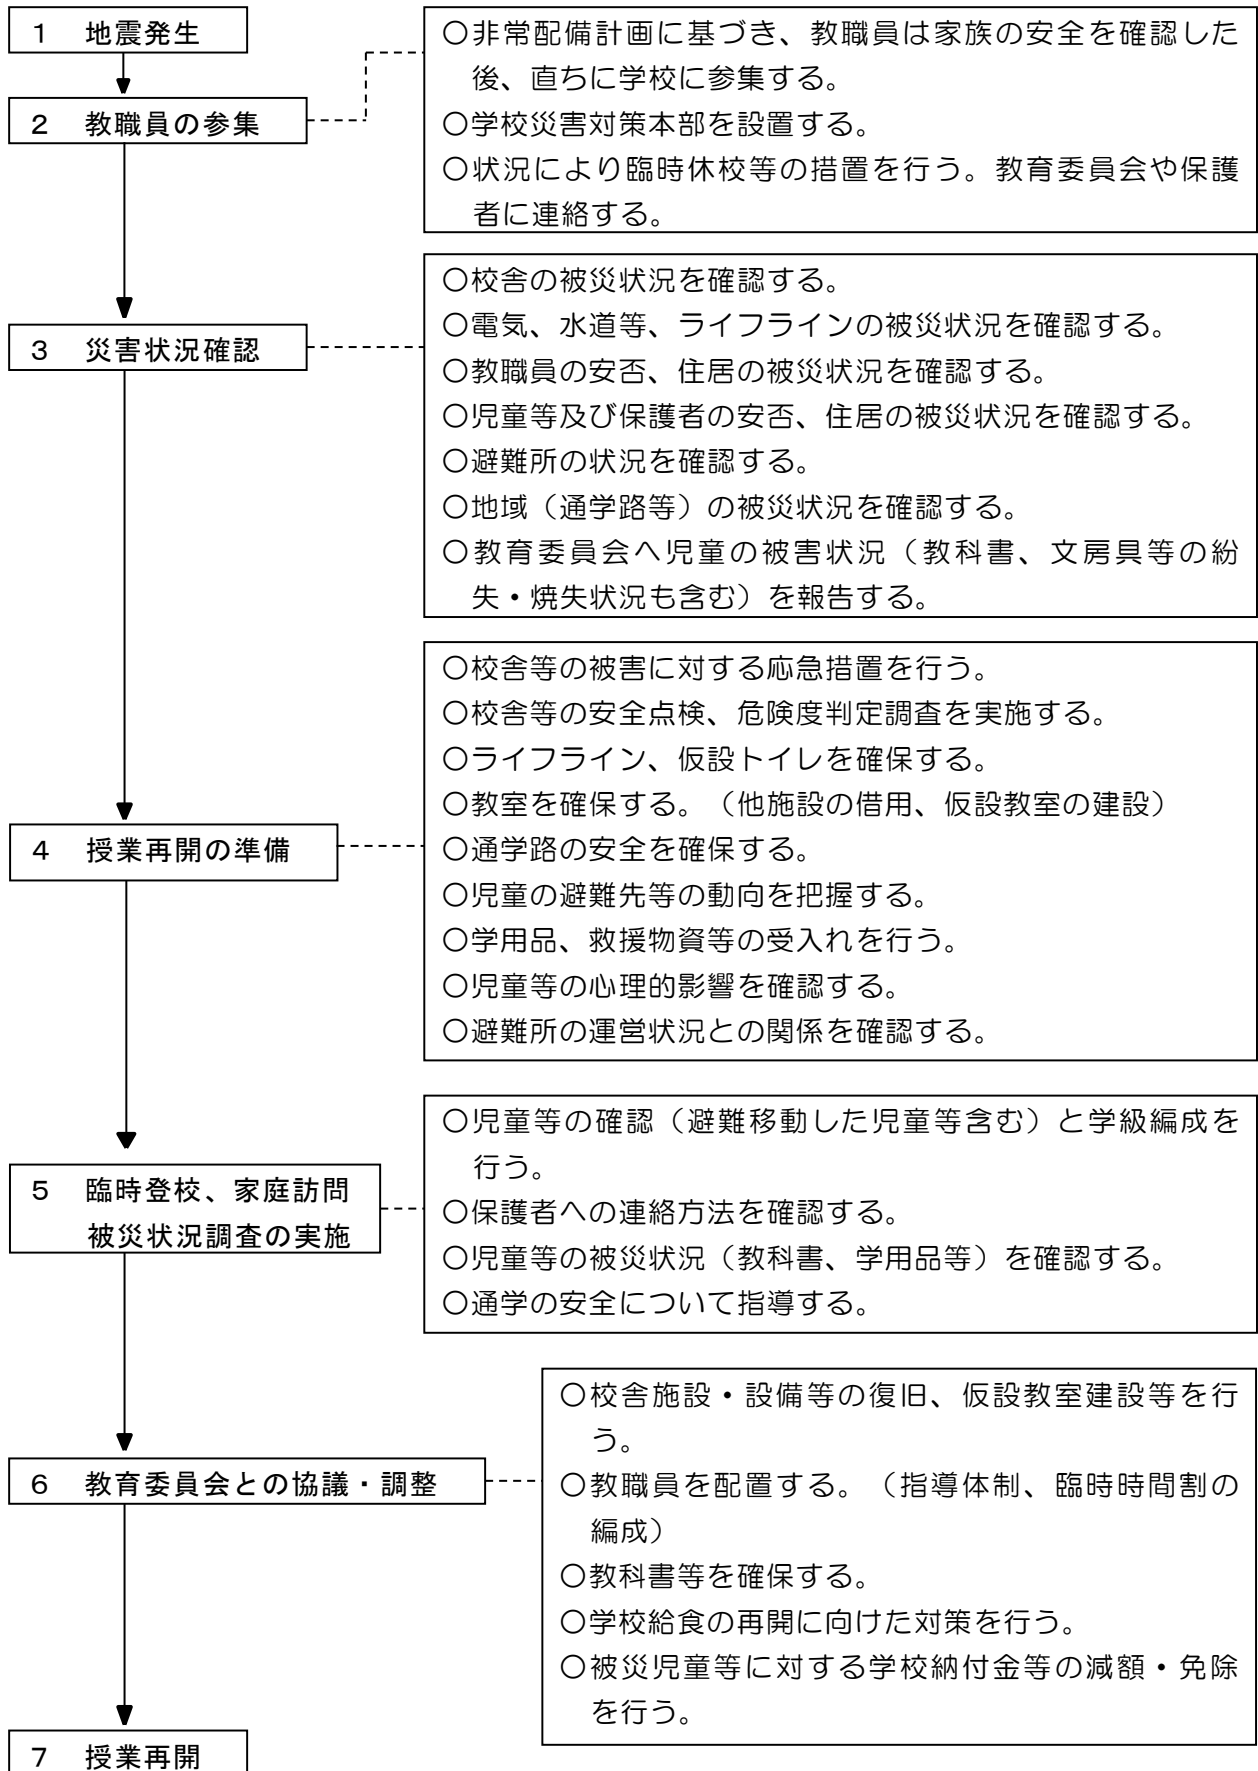 1 地震発生
○非常配備計画に基づき、教職員は家族の安全を確認した
後、直ちに学校に参集する。
○学校災害対策本部を設置する。
○状況により臨時休校等の措置を行う。教育委員会や保護
者に連絡する。
2 教職員の参集
○校舎の被災状況を確認する。
○電気、水道等、ライフラインの被災状況を確認する。
○教職員の安否、住居の被災状況を確認する。
○児童等及び保護者の安否、住居の被災状況を確認する。
○避難所の状況を確認する。
○地域（通学路等）の被災状況を確認する。
○教育委員会へ児童の被害状況（教科書、文房具等の紛
失・焼失状況も含む）を報告する。
3 災害状況確認
○校舎等の被害に対する応急措置を行う。
○校舎等の安全点検、危険度判定調査を実施する。
○ライフライン、仮設トイレを確保する。
○教室を確保する。（他施設の借用、仮設教室の建設）
○通学路の安全を確保する。
○児童の避難先等の動向を把握する。
○学用品、救援物資等の受入れを行う。
○児童等の心理的影響を確認する。
○避難所の運営状況との関係を確認する。
4 授業再開の準備
○児童等の確認（避難移動した児童等含む）と学級編成を
行う。
○保護者への連絡方法を確認する。
○児童等の被災状況（教科書、学用品等）を確認する。
○通学の安全について指導する。
5 臨時登校、家庭訪問
被災状況調査の実施
○校舎施設・設備等の復旧、仮設教室建設等を行
う。
○教職員を配置する。（指導体制、臨時時間割の
編成）
○教科書等を確保する。
○学校給食の再開に向けた対策を行う。
○被災児童等に対する学校納付金等の減額・免除
を行う。
6 教育委員会との協議・調整
7 授業再開